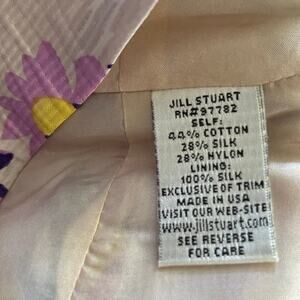 JILL STUART
RN#97782
SELF:
44% COTTON
28% SILK
28% NYLON
LINING:
100% SILK
EXCLUSIVE OF TRIM
MADE IN USA
VISIT OUR WEB-SITE
www.jillstuart.com
SEE REVERSE
FOR CARE